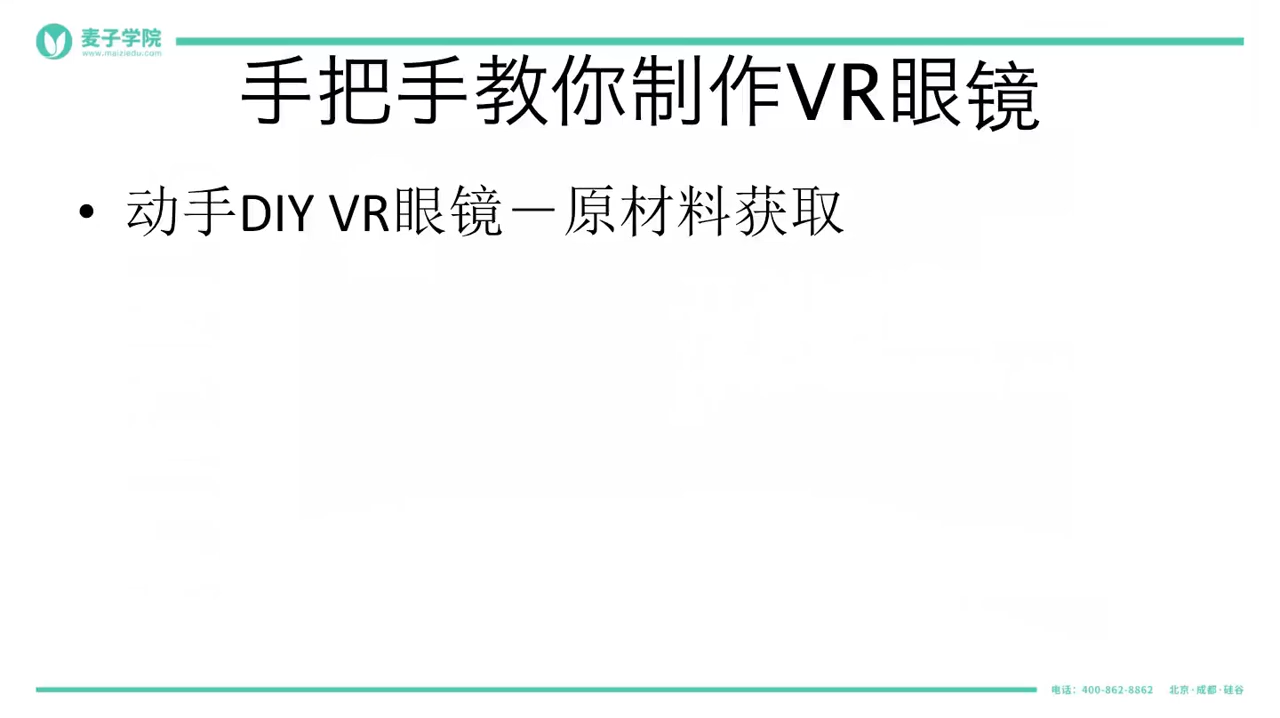 麦子学院
www.maiziedu.com
手把手教你制作VR眼镜
• 动手DIY VR眼镜－原材料获取
电话：400-862-8862 北京·成都·硅谷